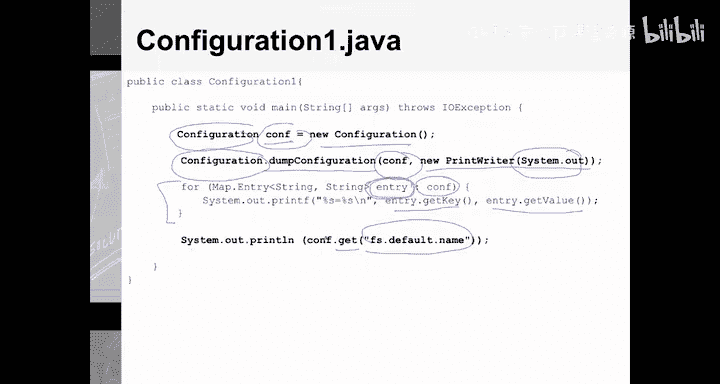 bilibili
Configuration1.java
public class Configuration1{
public static void main(String[] args) throws IOException {
Configuration conf = new Configuration();
Configuration.dumpConfiguration(conf, new PrintWriter(System.out));
for (Map.Entry<String, String> entry : conf) {
System.out.printf("%s=%s\n", entry.getKey(), entry.getValue());
}
System.out.println (conf.get("fs.default.name"));
}
}